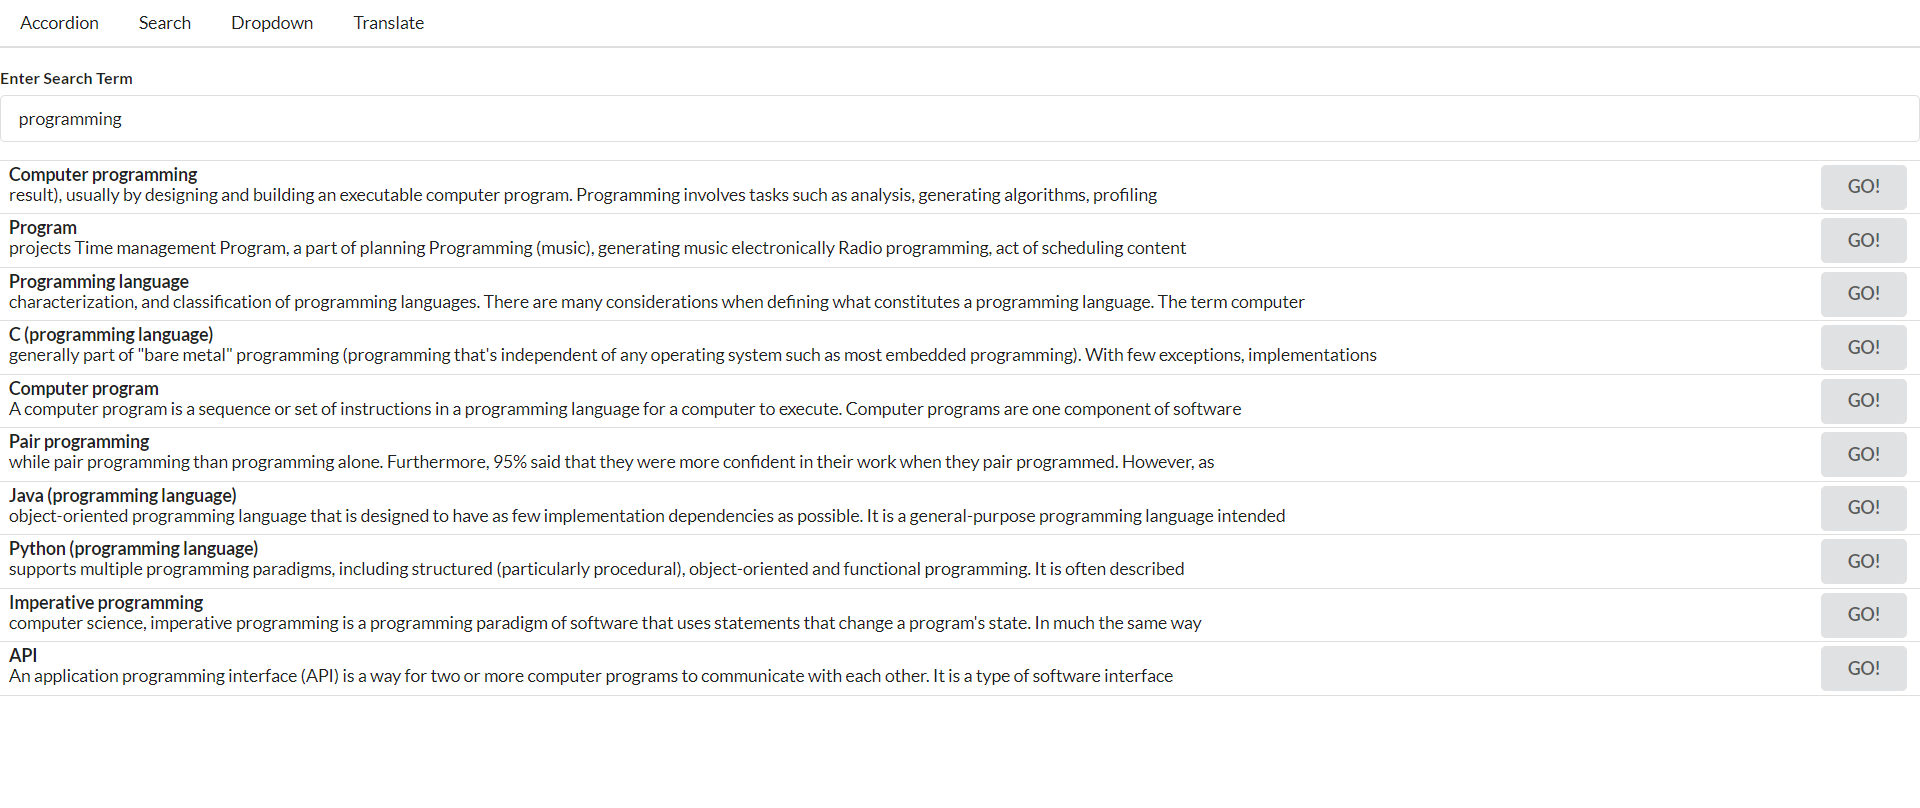 Accordion Search Dropdown Translate
Enter Search Term
programming
Computer programming
result), usually by designing and building an executable computer program. Programming involves tasks such as analysis, generating algorithms, profiling
GO!
Program
projects Time management Program, a part of planning Programming (music), generating music electronically Radio programming, act of scheduling content
GO!
Programming language
characterization, and classification of programming languages. There are many considerations when defining what constitutes a programming language. The term computer
GO!
C (programming language)
generally part of "bare metal" programming (programming that's independent of any operating system such as most embedded programming). With few exceptions, implementations
GO!
Computer program
A computer program is a sequence or set of instructions in a programming language for a computer to execute. Computer programs are one component of software
GO!
Pair programming
while pair programming than programming alone. Furthermore, 95% said that they were more confident in their work when they pair programmed. However, as
GO!
Java (programming language)
object-oriented programming language that is designed to have as few implementation dependencies as possible. It is a general-purpose programming language intended
GO!
Python (programming language)
supports multiple programming paradigms, including structured (particularly procedural), object-oriented and functional programming. It is often described
GO!
Imperative programming
computer science, imperative programming is a programming paradigm of software that uses statements that change a program's state. In much the same way
GO!
API
An application programming interface (API) is a way for two or more computer programs to communicate with each other. It is a type of software interface
GO!